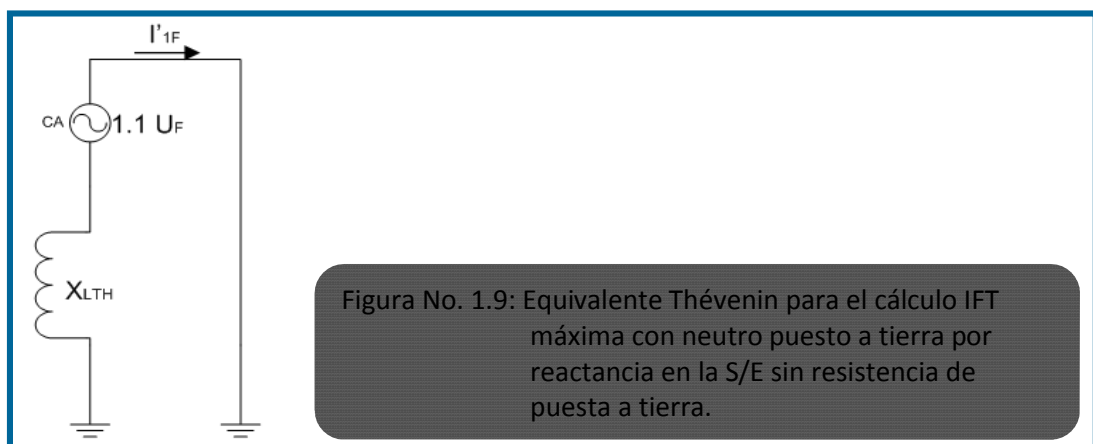 I'1F
CA
1.1 UF
XLTH
Figura No. 1.9: Equivalente Thévenin para el cálculo IFT
máxima con neutro puesto a tierra por
reactancia en la S/E sin resistencia de
puesta a tierra.